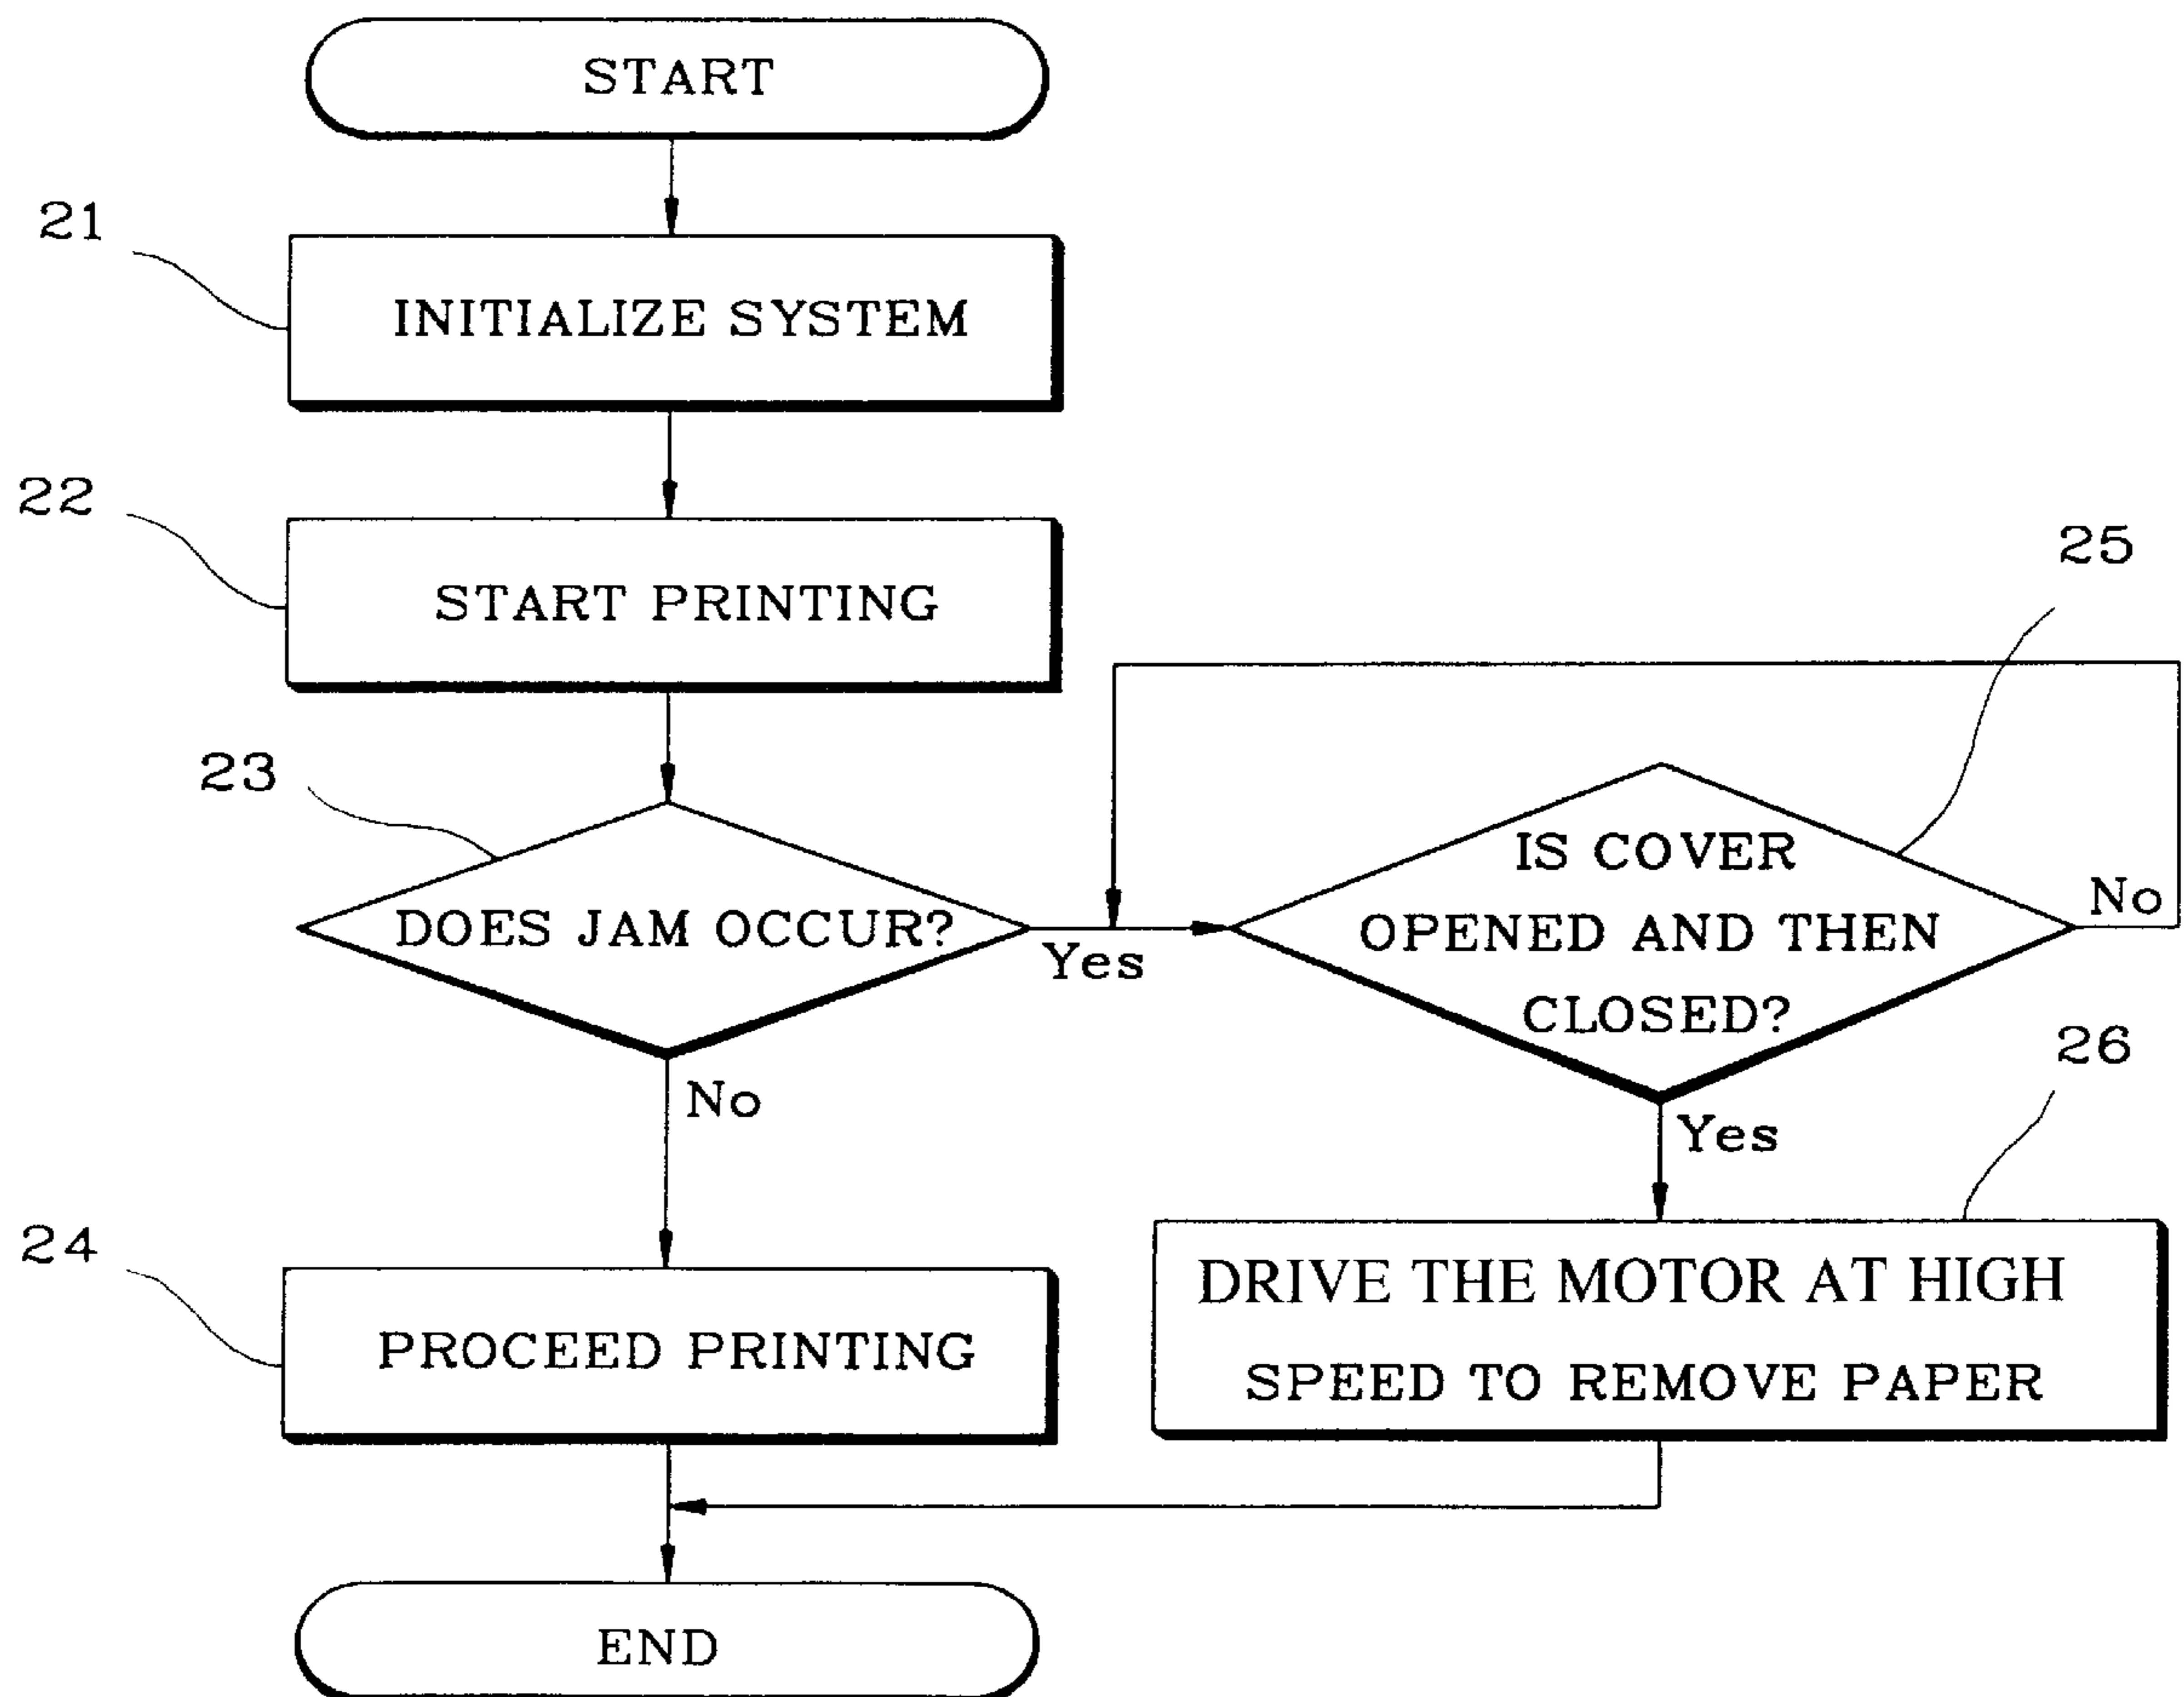 START
21
INITIALIZE SYSTEM
22
START PRINTING
25
23
DOES JAM OCCUR?
Yes
IS COVER
OPENED AND THEN
CLOSED?
No
No
26
Yes
24
PROCEED PRINTING
DRIVE THE MOTOR AT HIGH
SPEED TO REMOVE PAPER
END